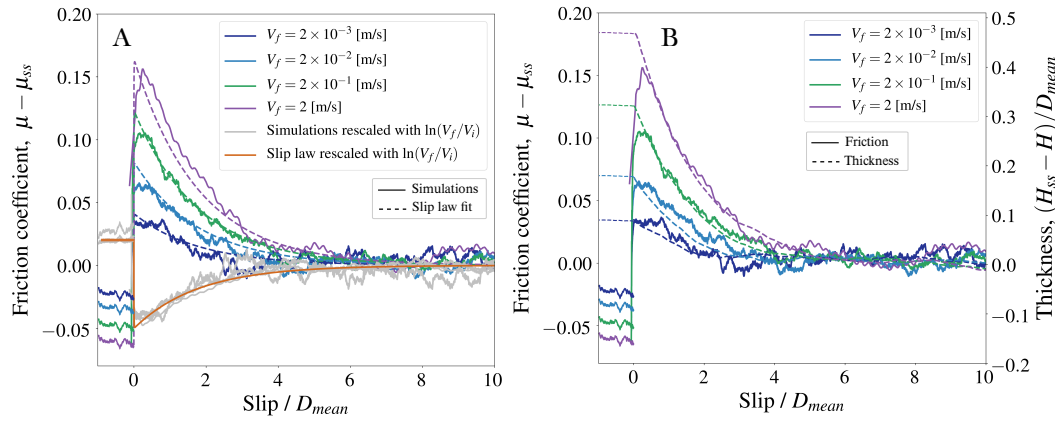 A
0.20
0.15
0.10
0.05
0.00
−0.05
Friction coefficient, μ − μss
V_f = 2 × 10⁻³ [m/s]
V_f = 2 × 10⁻² [m/s]
V_f = 2 × 10⁻¹ [m/s]
V_f = 2 [m/s]
Simulations rescaled with ln(V_f/V_i)
Slip law rescaled with ln(V_f/V_i)
Simulations
Slip law fit
0 2 4 6 8 10
Slip / D_mean
B
0.20
0.15
0.10
0.05
0.00
−0.05
Friction coefficient, μ − μss
V_f = 2 × 10⁻³ [m/s]
V_f = 2 × 10⁻² [m/s]
V_f = 2 × 10⁻¹ [m/s]
V_f = 2 [m/s]
Friction
Thickness
0.5
0.4
0.3
0.2
0.1
0.0
−0.1
−0.2
Thickness, (H_ss − H)/D_mean
0 2 4 6 8 10
Slip / D_mean